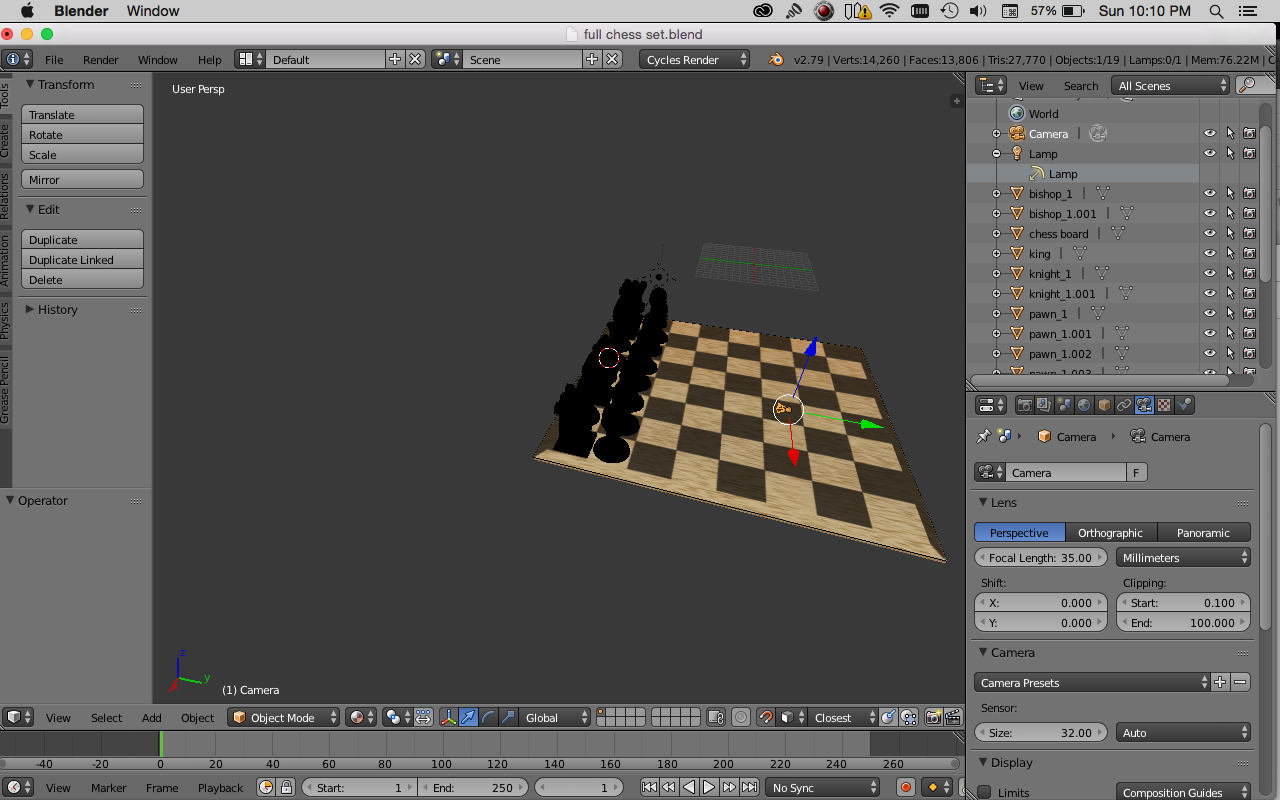 Blender Window 57% Sun 10:10 PM
full chess set.blend
File Render Window Help Default Scene Cycles Render v2.79 | Verts:14,260 | Faces:13,806 | Tris:27,770 | Objects:1/19 | Lamps:0/1 | Mem:76.22M | C
Tools
Create
Relations
Animation
Physics
Grease Pencil
Transform
Translate
Rotate
Scale
Mirror
Edit
Duplicate
Duplicate Linked
Delete
History
Operator
User Persp
z
y
(1) Camera
View Search All Scenes
World
Camera
Lamp
Lamp
bishop_1
bishop_1.001
chess board
king
knight_1
knight_1.001
pawn_1
pawn_1.001
pawn_1.002
pawn_1.003
Camera Camera
Camera F
Lens
Perspective Orthographic Panoramic
Focal Length: 35.00 Millimeters
Shift: Clipping:
X: 0.000 Start: 0.100
Y: 0.000 End: 100.000
Camera
Camera Presets
Sensor:
Size: 32.00 Auto
Display
Limits Composition Guides
View Select Add Object Object Mode Global Closest
-40 -20 0 20 40 60 80 100 120 140 160 180 200 220 240 260
View Marker Frame Playback Start: 1 End: 250 1 No Sync